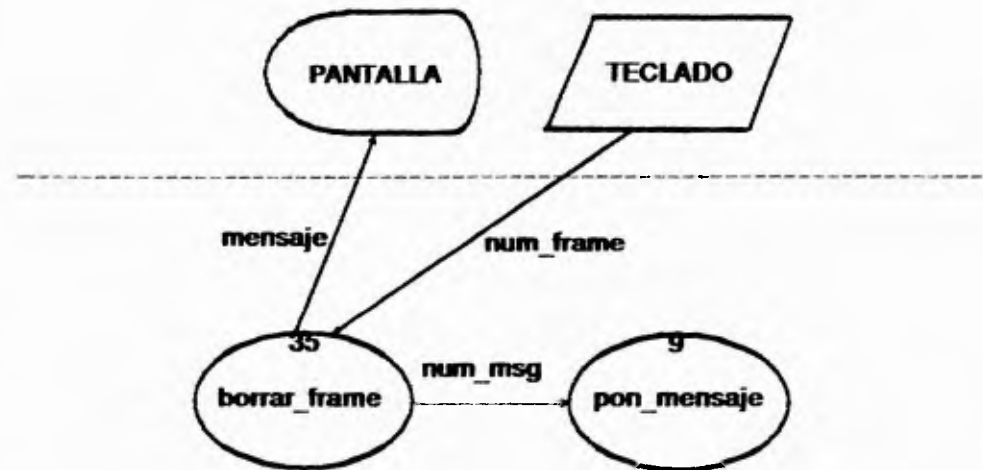 PANTALLA
TECLADO
mensaje
num_frame
35
borrar_frame
num_msg
9
pon_mensaje